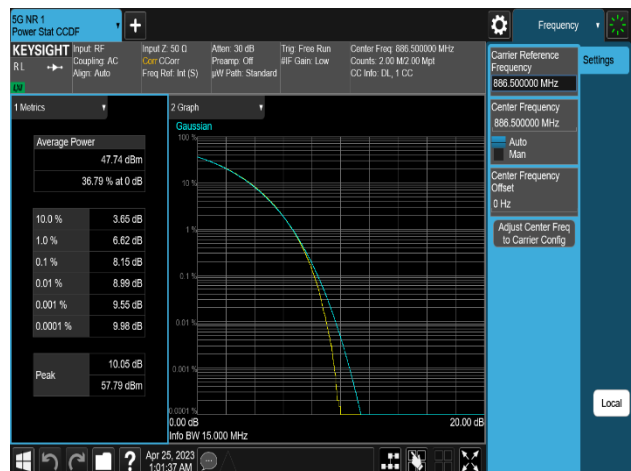 5G NR 1
Power Stat CCDF
Frequency
KEYSIGHT
Input: RF
Input Z: 50 Ω
Atten: 30 dB
Trig: Free Run
Center Freq: 886.500000 MHz
R L
Coupling: AC
Corr CCorr
Preamp: Off
#IF Gain: Low
Counts: 2.00 M/2.00 Mpt
Align: Auto
Freq Ref: Int (S)
µW Path: Standard
CC Info: DL, 1 CC
Carrier Reference
Frequency
886.500000 MHz
Settings
Center Frequency
886.500000 MHz
Auto
Man
Center Frequency
Offset
0 Hz
Adjust Center Freq
to Carrier Config
Local
1 Metrics
Average Power
47.74 dBm
36.79 % at 0 dB
10.0 % 3.65 dB
1.0 % 6.62 dB
0.1 % 8.15 dB
0.01 % 8.99 dB
0.001 % 9.55 dB
0.0001 % 9.98 dB
Peak
10.05 dB
57.79 dBm
2 Graph
Gaussian
100 %
10 %
1 %
0.1 %
0.01 %
0.001 %
0.0001 %
0.00 dB
20.00 dB
Info BW 15.000 MHz
?
Apr 25, 2023
1:01:37 AM